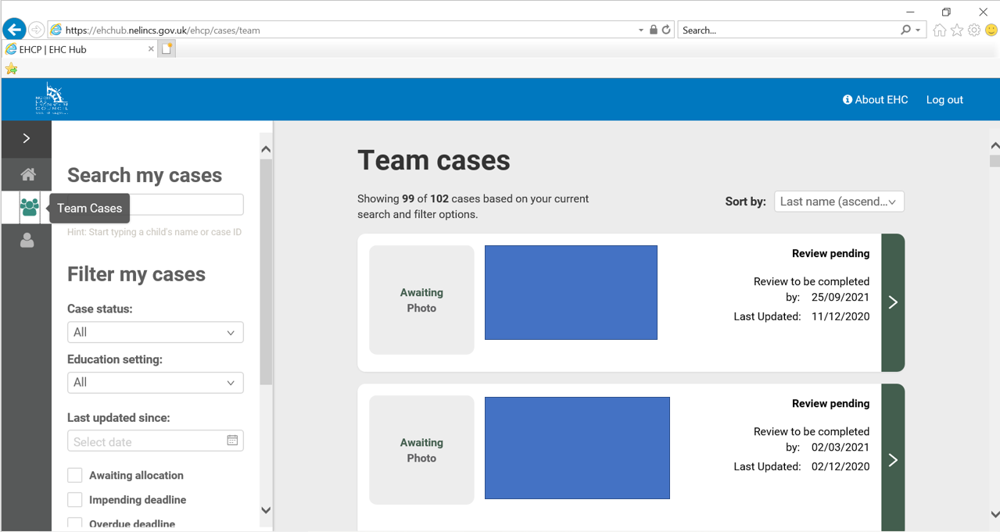 https://ehchub.nelincs.gov.uk/ehcp/cases/team
Search...
EHCP | EHC Hub
About EHC
Log out
Search my cases
Team Cases
Hint: Start typing a child's name or case ID
Filter my cases
Case status:
All
Education setting:
All
Last updated since:
Select date
Awaiting allocation
Impending deadline
Overdue deadline
Team cases
Showing 99 of 102 cases based on your current
search and filter options.
Sort by:
Last name (ascend...
Awaiting
Photo
Review pending
Review to be completed
by: 25/09/2021
Last Updated: 11/12/2020
Awaiting
Photo
Review pending
Review to be completed
by: 02/03/2021
Last Updated: 02/12/2020